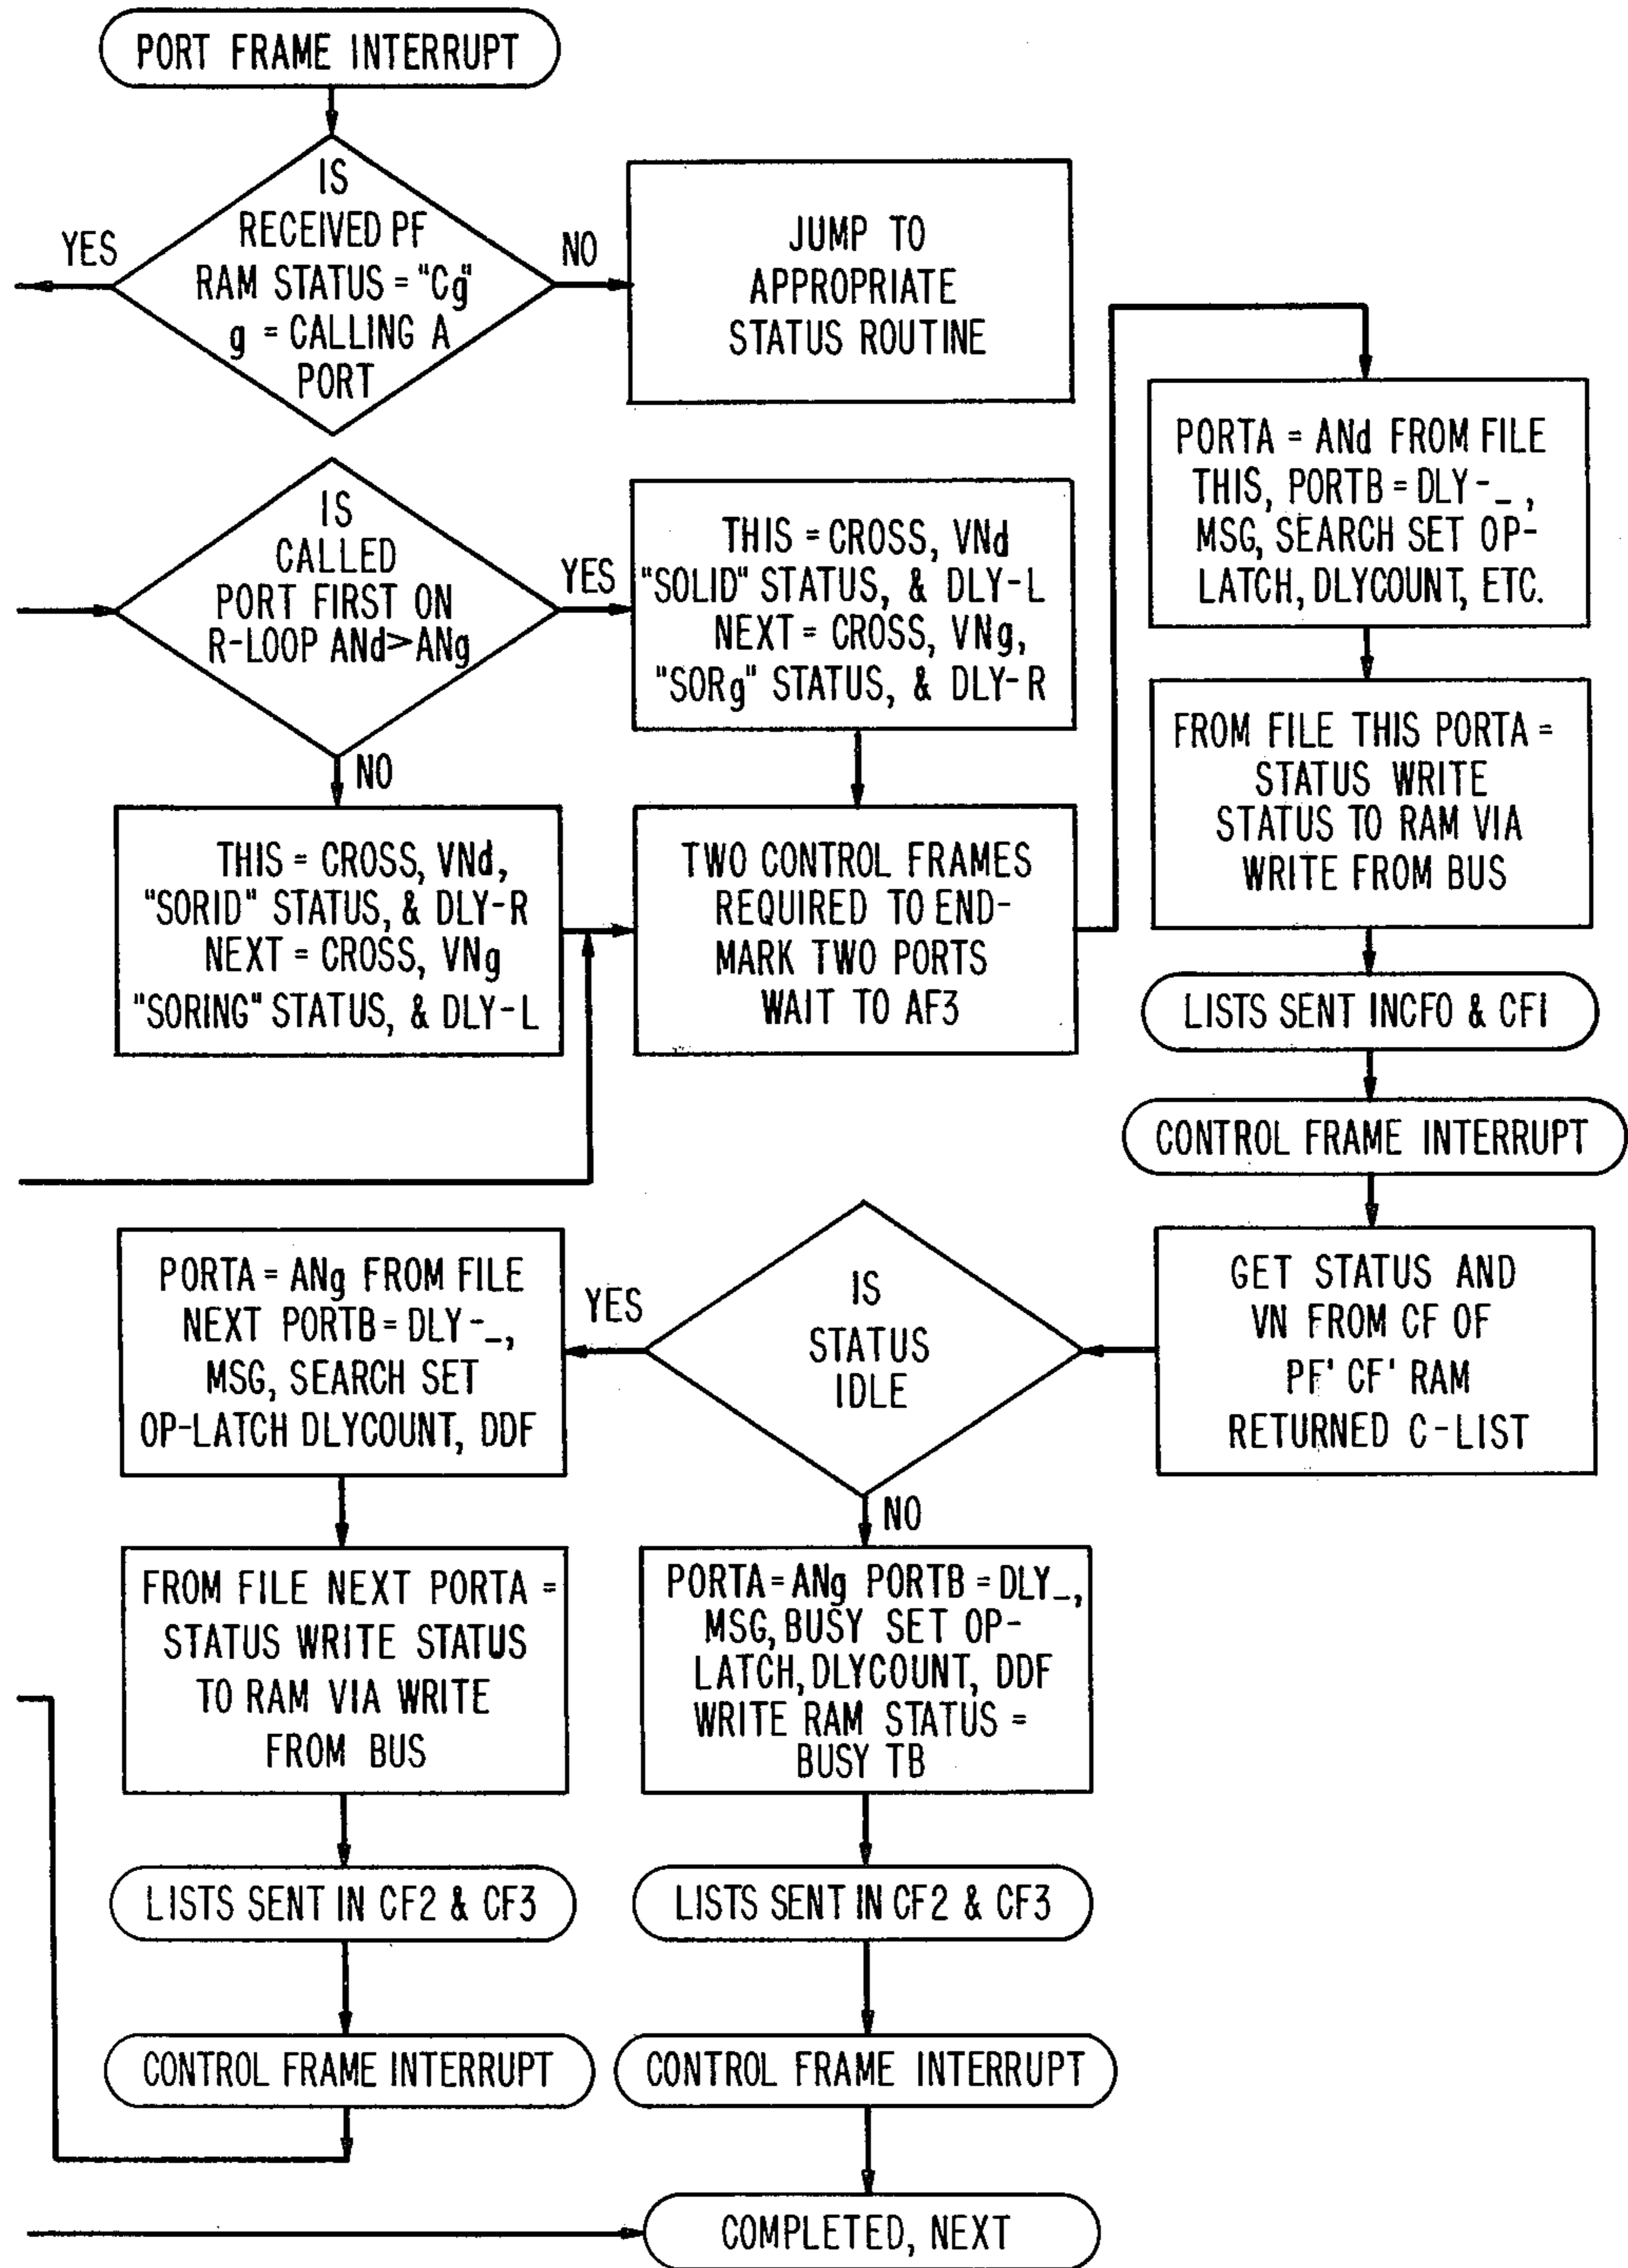 PORT FRAME INTERRUPT
IS
RECEIVED PF
RAM STATUS = "Cg"
g = CALLING A
PORT
YES
NO
JUMP TO
APPROPRIATE
STATUS ROUTINE
IS
CALLED
PORT FIRST ON
R-LOOP ANd>ANg
YES
NO
THIS = CROSS, VNd
"SOLID" STATUS, & DLY-L
NEXT = CROSS, VNg,
"SORg" STATUS, & DLY-R
THIS = CROSS, VNd,
"SORID" STATUS, & DLY-R
NEXT = CROSS, VNg
"SORING" STATUS, & DLY-L
TWO CONTROL FRAMES
REQUIRED TO END-
MARK TWO PORTS
WAIT TO AF3
PORTA = ANd FROM FILE
THIS, PORTB = DLY-_,
MSG, SEARCH SET OP-
LATCH, DLYCOUNT, ETC.
FROM FILE THIS PORTA =
STATUS WRITE
STATUS TO RAM VIA
WRITE FROM BUS
LISTS SENT INCF0 & CF1
CONTROL FRAME INTERRUPT
GET STATUS AND
VN FROM CF OF
PF' CF' RAM
RETURNED C-LIST
IS
STATUS
IDLE
YES
NO
PORTA = ANg FROM FILE
NEXT PORTB = DLY-_,
MSG, SEARCH SET
OP-LATCH DLYCOUNT, DDF
FROM FILE NEXT PORTA =
STATUS WRITE STATUS
TO RAM VIA WRITE
FROM BUS
LISTS SENT IN CF2 & CF3
CONTROL FRAME INTERRUPT
PORTA=ANg PORTB = DLY_,
MSG, BUSY SET OP-
LATCH, DLYCOUNT, DDF
WRITE RAM STATUS =
BUSY TB
LISTS SENT IN CF2 & CF3
CONTROL FRAME INTERRUPT
COMPLETED, NEXT